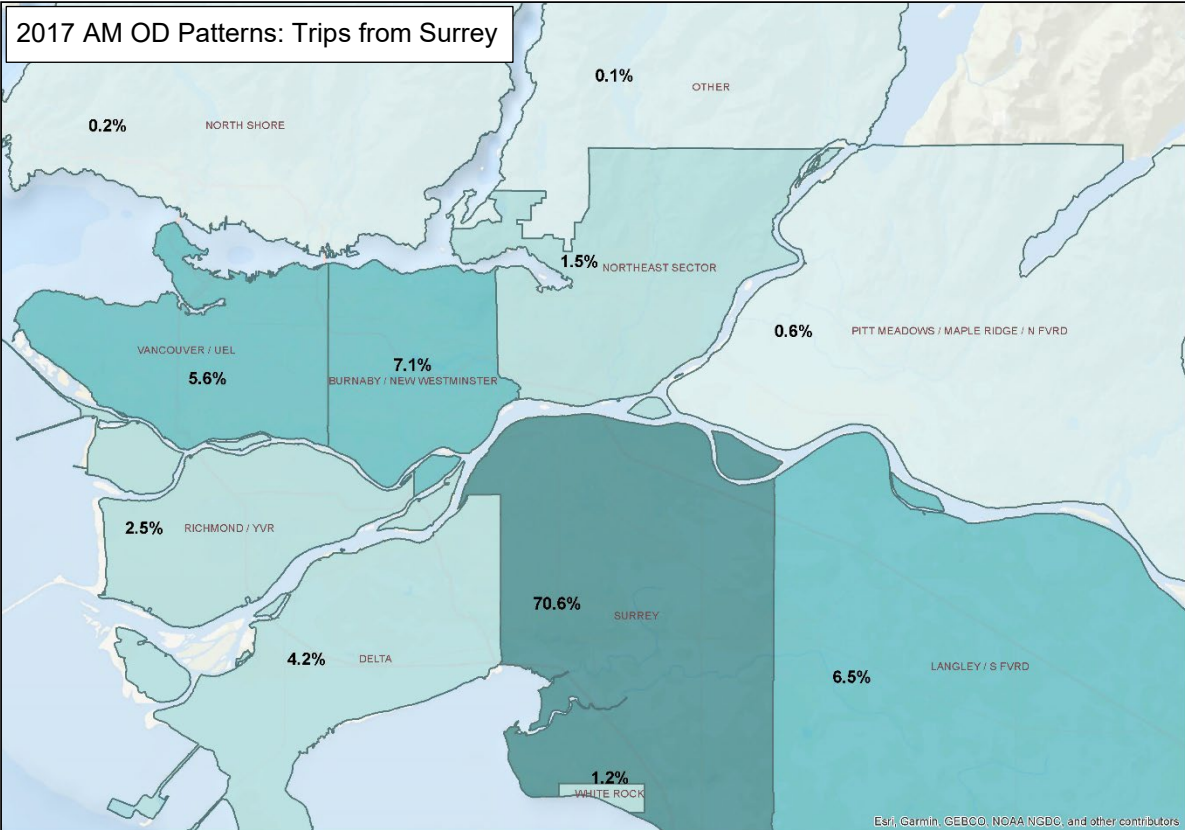 2017 AM OD Patterns: Trips from Surrey
0.1%
OTHER
0.2%
NORTH SHORE
1.5%
NORTHEAST SECTOR
0.6%
PITT MEADOWS / MAPLE RIDGE / N FVRD
VANCOUVER / UEL
5.6%
7.1%
BURNABY / NEW WESTMINSTER
2.5%
RICHMOND / YVR
70.6%
SURREY
4.2%
DELTA
6.5%
LANGLEY / S FVRD
1.2%
WHITE ROCK
Esri, Garmin, GEBCO, NOAA NGDC, and other contributors